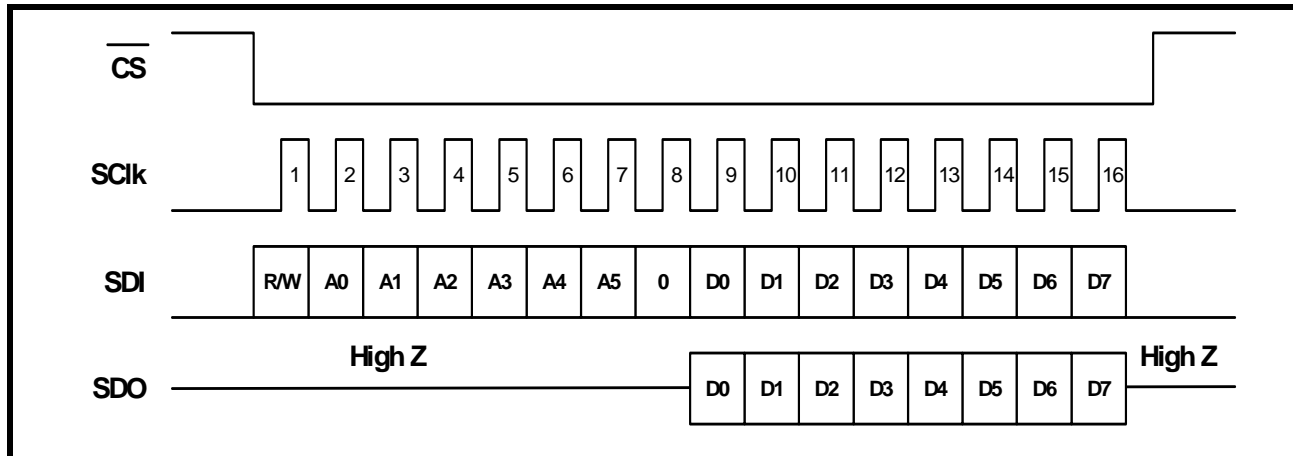 CS
SClk 1 2 3 4 5 6 7 8 9 10 11 12 13 14 15 16
SDI R/W A0 A1 A2 A3 A4 A5 0 D0 D1 D2 D3 D4 D5 D6 D7
High Z High Z
SDO D0 D1 D2 D3 D4 D5 D6 D7